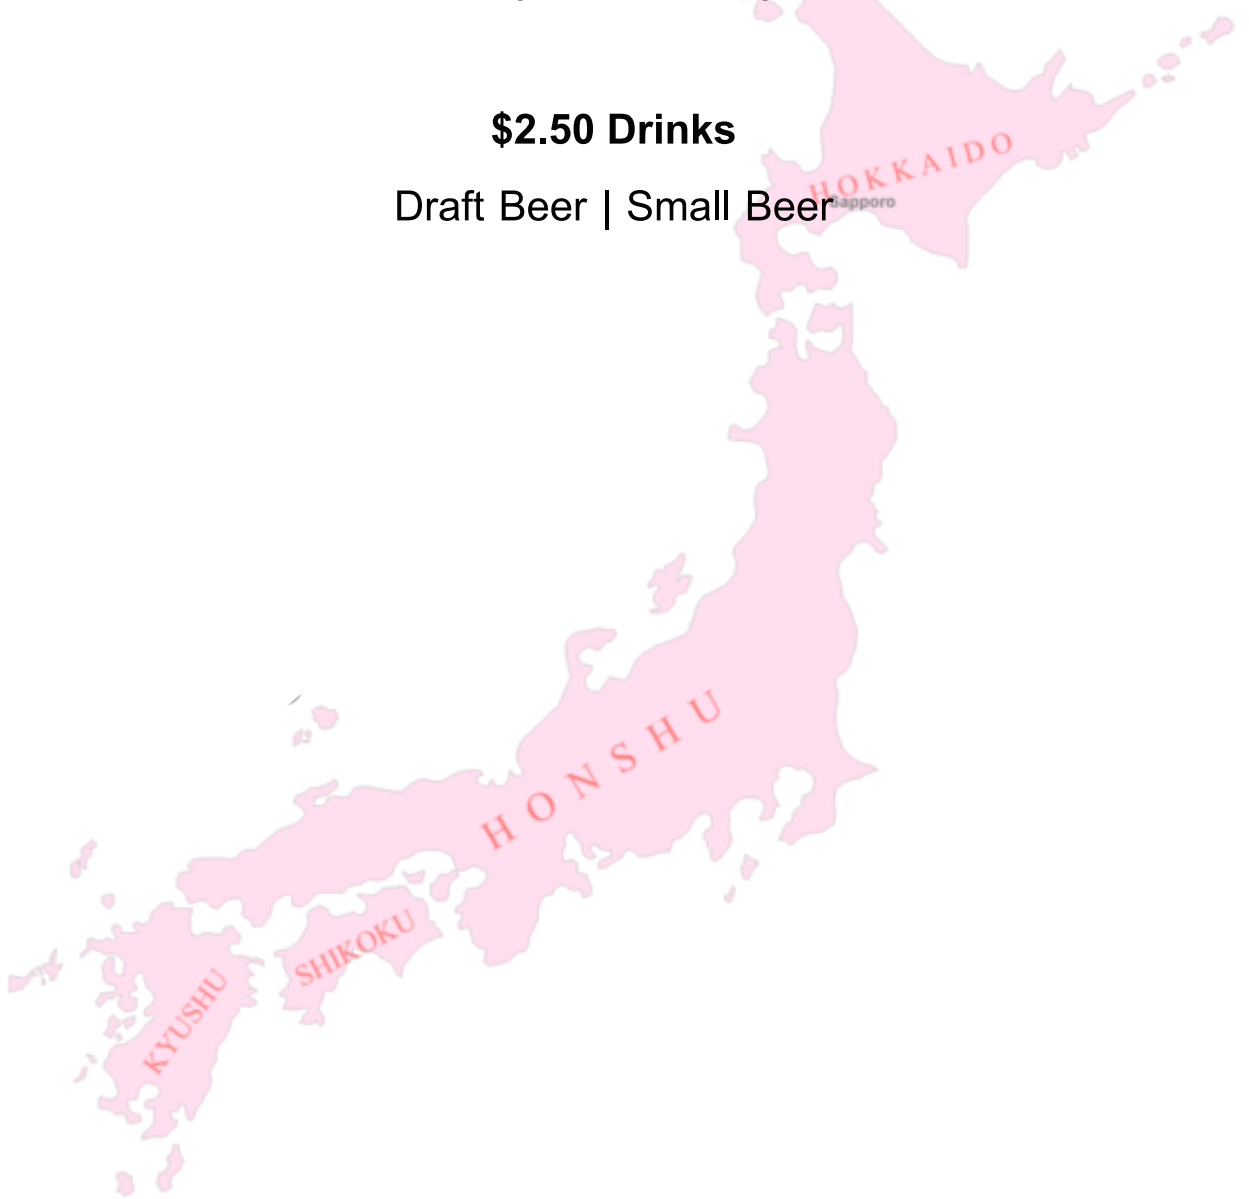 $2.50 Drinks
HOKKAIDO
Draft Beer | Small Beer
Sapporo
HONSHU
SHIKOKU
KYUSHU